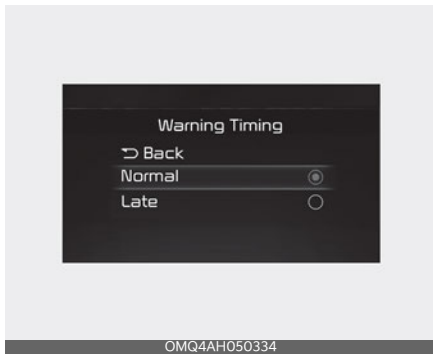 Warning Timing
Back
Normal
Late
OMQ4AH050334